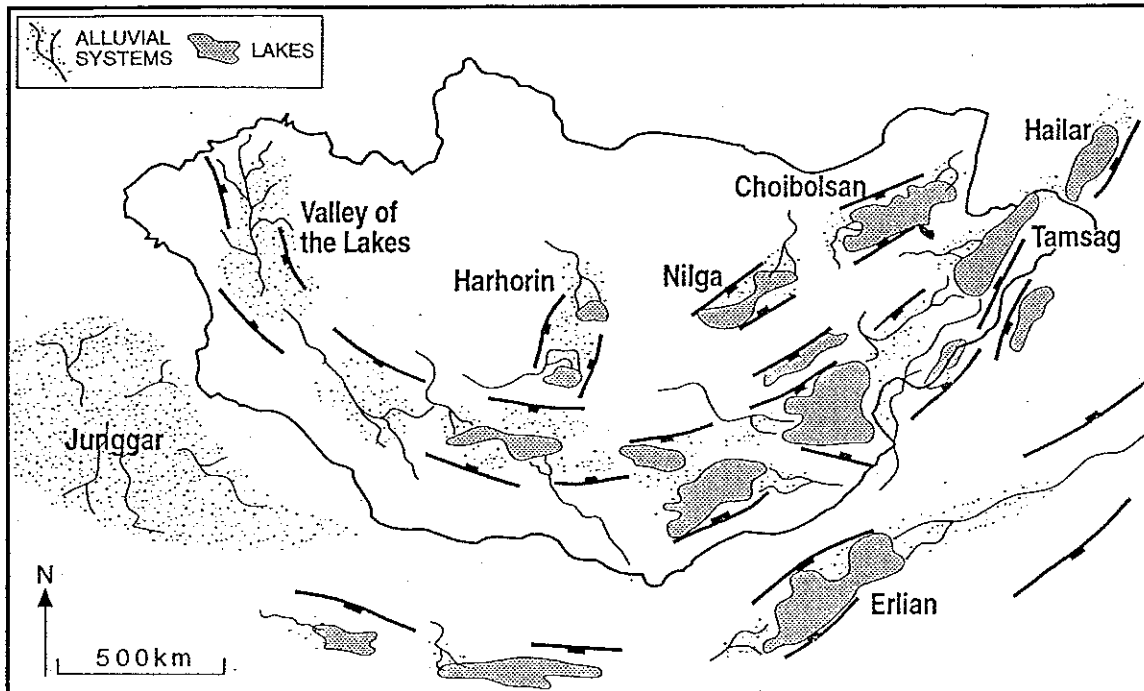 ALLUVIAL
SYSTEMS
LAKES
Hailar
Choibolsan
Valley of
the Lakes
Tamsag
Harhorin
Nilga
Junggar
N
Erlian
500km